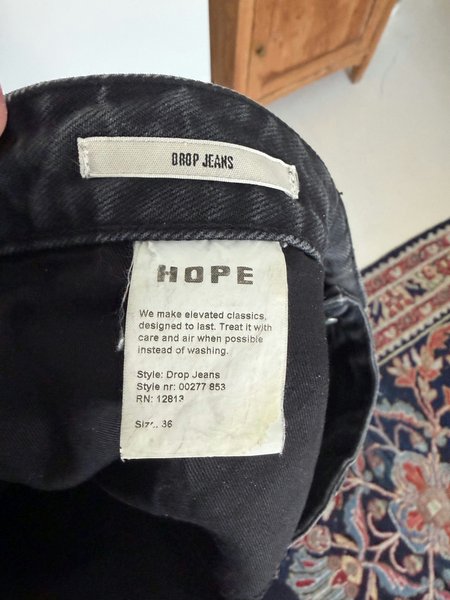 DROP JEANS
HOPE
We make elevated classics,
designed to last. Treat it with
care and air when possible
instead of washing.
Style: Drop Jeans
Style nr: 00277 853
RN: 12813
Size: 36